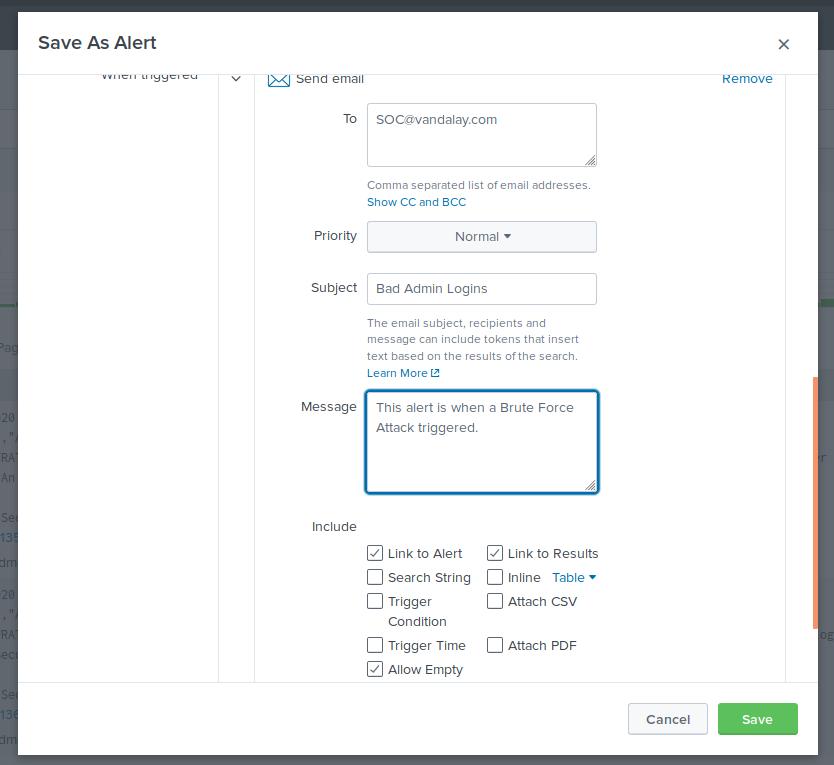 Save As Alert
When triggered
Send email
Remove
To
SOC@vandalay.com
Comma separated list of email addresses.
Show CC and BCC
Priority
Normal
Subject
Bad Admin Logins
The email subject, recipients and
message can include tokens that insert
text based on the results of the search.
Learn More
Message
This alert is when a Brute Force
Attack triggered.
Include
Link to Alert
Link to Results
Search String
Inline Table
Trigger
Condition
Attach CSV
Trigger Time
Attach PDF
Allow Empty
Cancel
Save